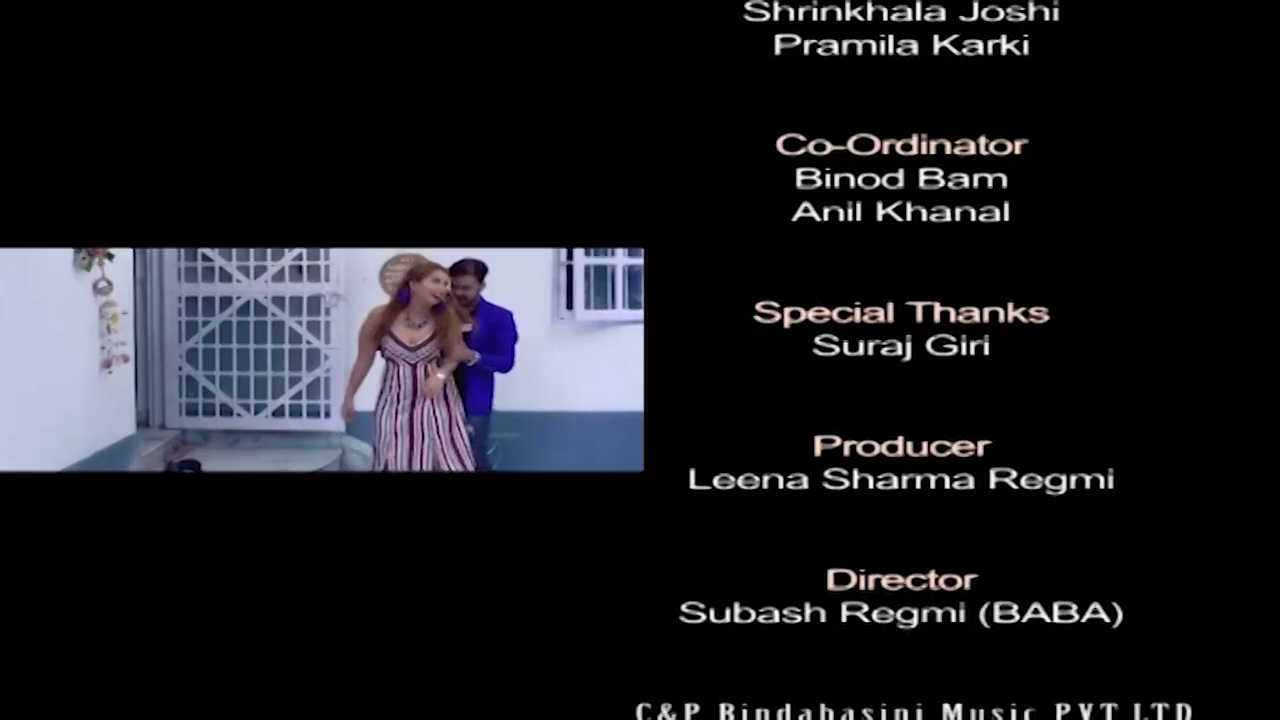 Shrinkhala Joshi
Pramila Karki
Co-Ordinator
Binod Bam
Anil Khanal
Special Thanks
Suraj Giri
Producer
Leena Sharma Regmi
Director
Subash Regmi (BABA)
C&P Bindabasini Music PVT LTD